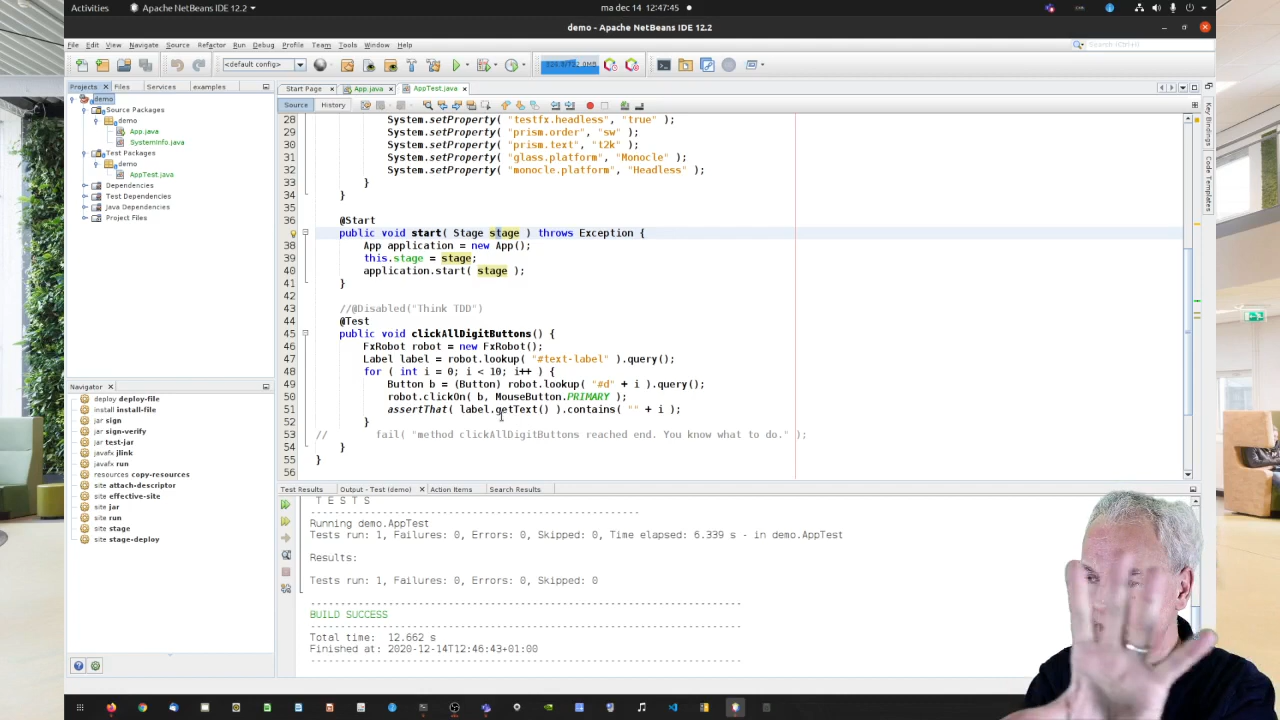 Activities
Apache NetBeans IDE 12.2
ma dec 14 12:47:45
demo - Apache NetBeans IDE 12.2
File Edit View Navigate Source Refactor Run Debug Profile Team Tools Window Help
Search (Ctrl+I)
<default config>
Projects Files Services examples
Start Page App.java AppTest.java
Source History
demo
Source Packages
demo
App.java
SystemInfo.java
Test Packages
demo
AppTest.java
Dependencies
Test Dependencies
Java Dependencies
Project Files
Navigator
deploy deploy-file
install install-file
jar sign
jar sign-verify
jar test-jar
javafx jlink
javafx run
resources copy-resources
site attach-descriptor
site effective-site
site jar
site run
site stage
site stage-deploy
28 System.setProperty( "testfx.headless", "true" );
29 System.setProperty( "prism.order", "sw" );
30 System.setProperty( "prism.text", "t2k" );
31 System.setProperty( "glass.platform", "Monocle" );
32 System.setProperty( "monocle.platform", "Headless" );
33 }
34 }
35
36 @Start
public void start( Stage stage ) throws Exception {
38 App application = new App();
39 this.stage = stage;
40 application.start( stage );
41 }
42
43 //@Disabled("Think TDD")
44 @Test
45 public void clickAllDigitButtons() {
46 FxRobot robot = new FxRobot();
47 Label label = robot.lookup( "#text-label" ).query();
48 for ( int i = 0; i < 10; i++ ) {
49 Button b = (Button) robot.lookup( "#d" + i ).query();
50 robot.clickOn( b, MouseButton.PRIMARY );
51 assertThat( label.getText() ).contains( "" + i );
52 }
53 // fail( "method clickAllDigitButtons reached end. You know what to do." );
54 }
55 }
56
Key Bindings
Code Templates
Test Results Output - Test (demo) Action Items Search Results
T E S T S
-------------------------------------------------------
Running demo.AppTest
Tests run: 1, Failures: 0, Errors: 0, Skipped: 0, Time elapsed: 6.339 s - in demo.AppTest
Results:
Tests run: 1, Failures: 0, Errors: 0, Skipped: 0
------------------------------------------------------------------------
BUILD SUCCESS
------------------------------------------------------------------------
Total time: 12.662 s
Finished at: 2020-12-14T12:46:43+01:00
------------------------------------------------------------------------